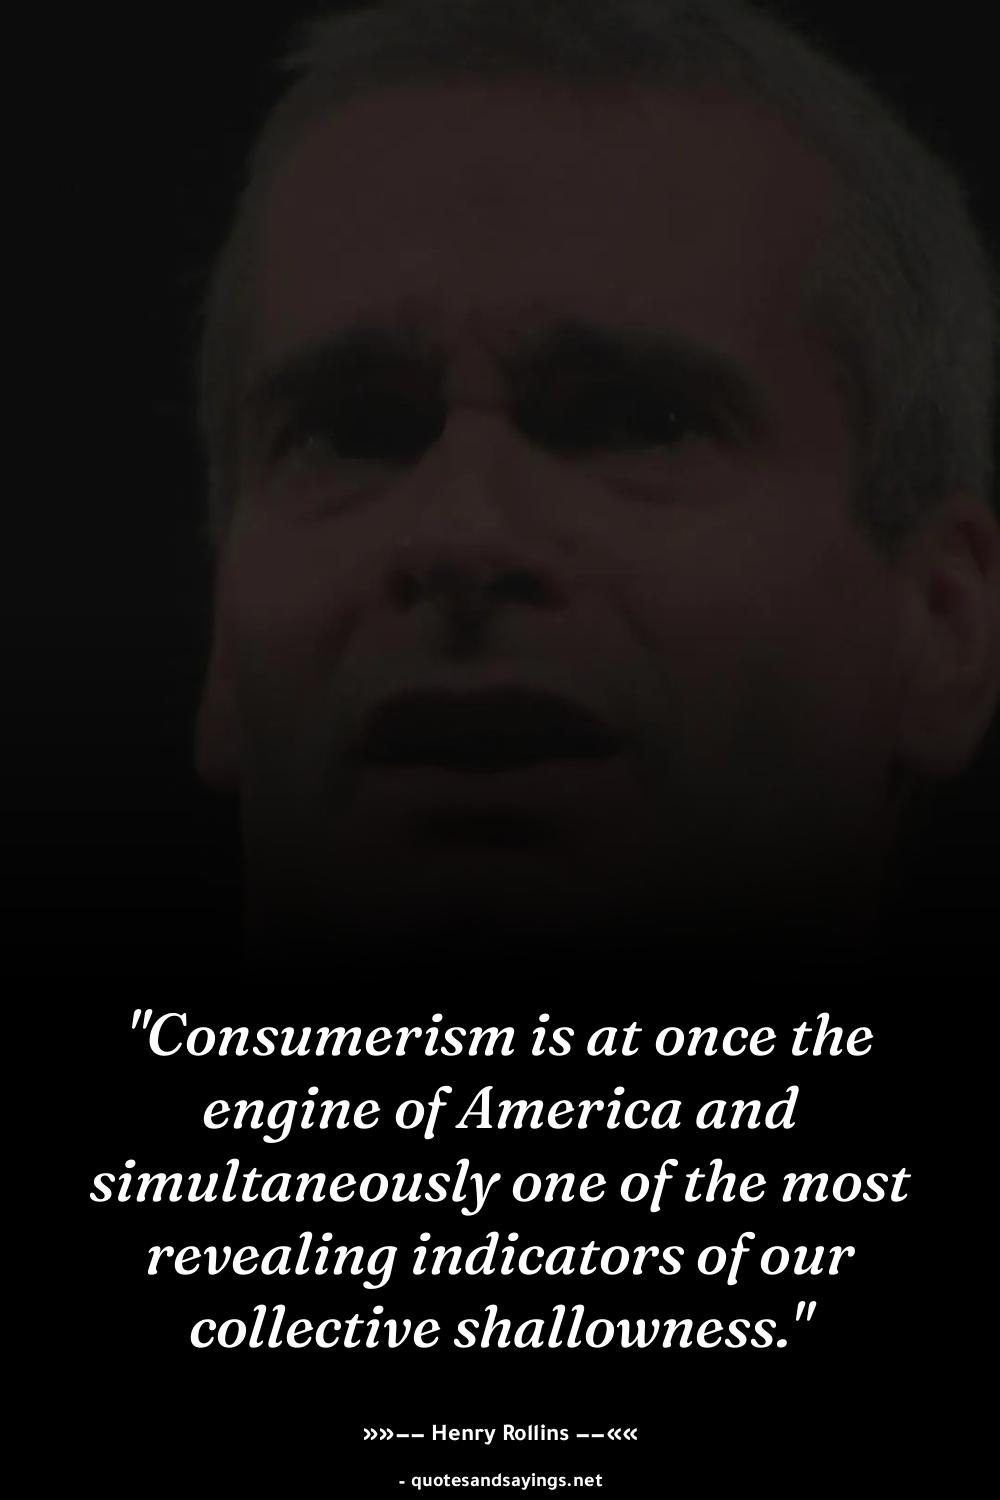 "Consumerism is at once the
engine of America and
simultaneously one of the most
revealing indicators of our
collective shallowness."
»»–– Henry Rollins ––««
- quotesandsayings.net